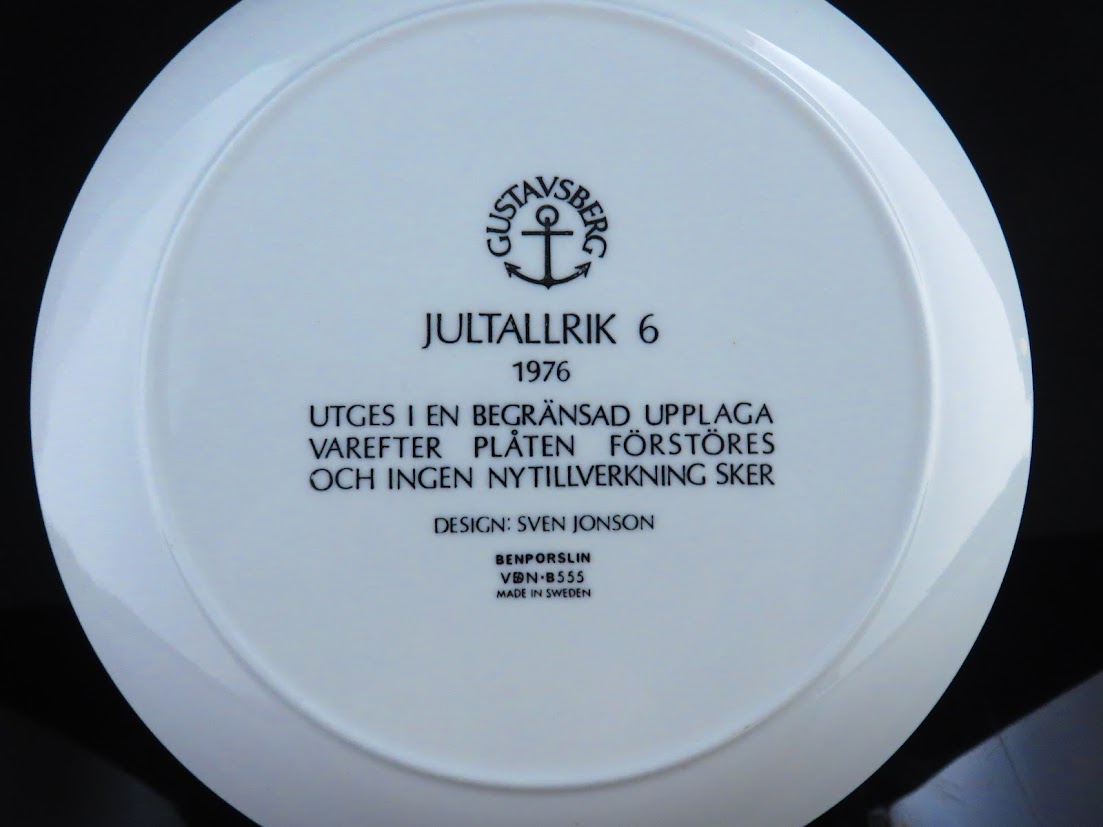 GUSTAVSBERG
JULTALLRIK 6
1976
UTGES I EN BEGRÄNSAD UPPLAGA
VAREFTER PLÅTEN FÖRSTÖRES
OCH INGEN NYTILLVERKNING SKER
DESIGN: SVEN JONSON
BENPORSLIN
VDN·B555
MADE IN SWEDEN